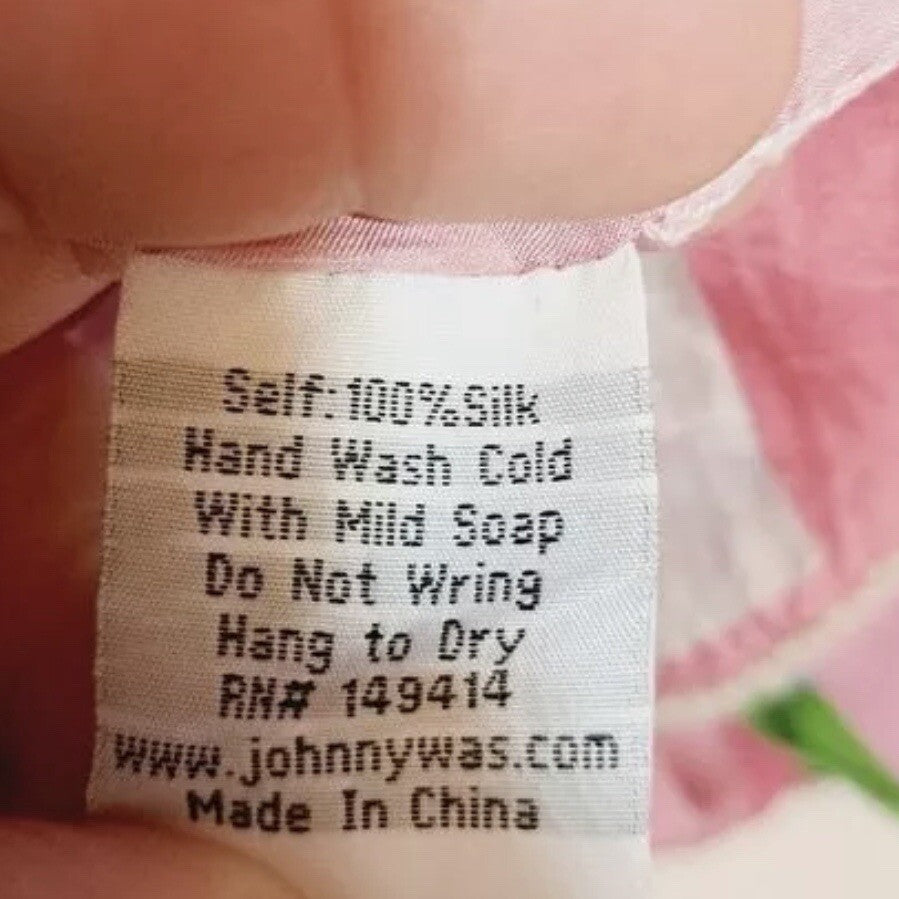 Self:100%Silk
Hand Wash Cold
With Mild Soap
Do Not Wring
Hang to Dry
RN# 149414
www.johnnywas.com
Made In China